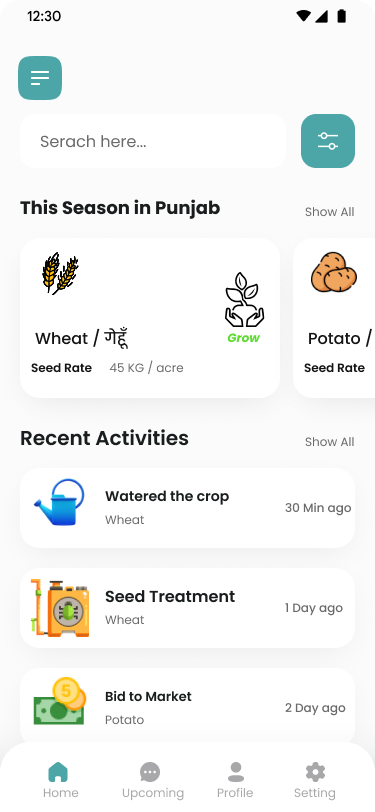 12:30
Serach here...
This Season in Punjab
Show All
Wheat / गेहूँ
Grow
Seed Rate 45 KG / acre
Potato /
Seed Rate
Recent Activities
Show All
Watered the crop
Wheat
30 Min ago
Seed Treatment
Wheat
1 Day ago
5
Bid to Market
Potato
2 Day ago
Home Upcoming Profile Setting